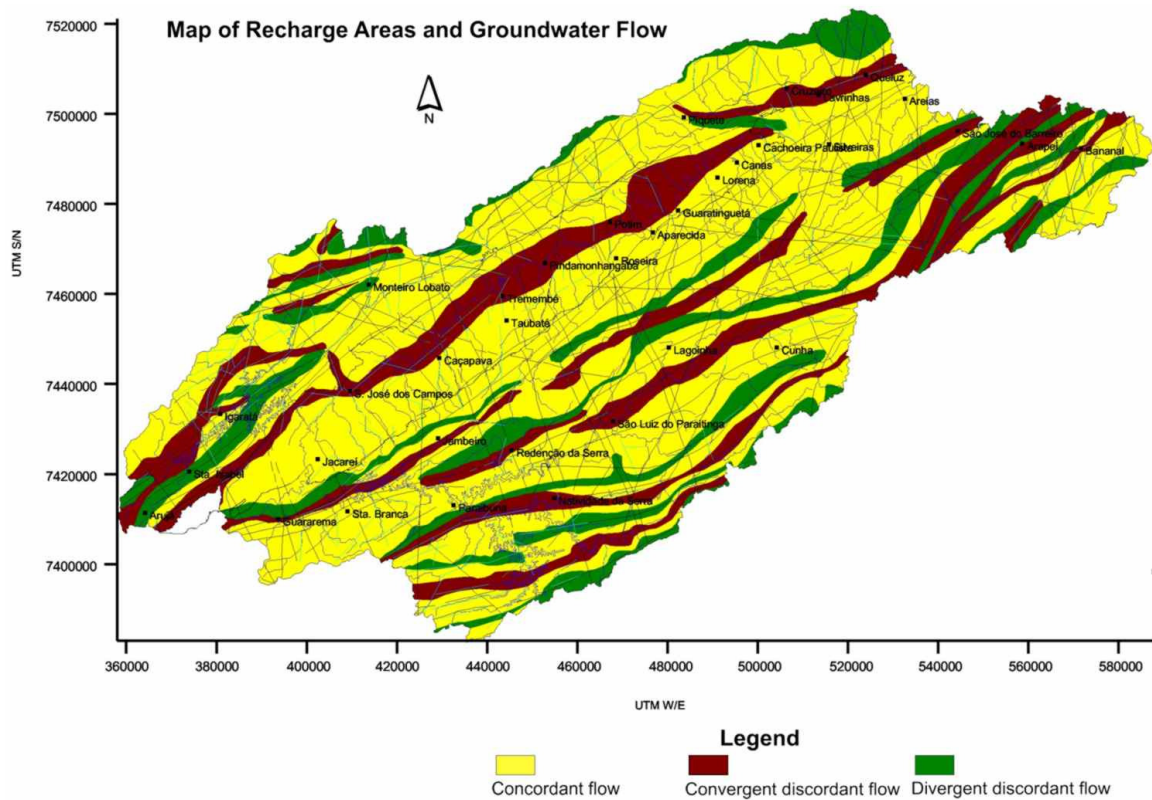 Map of Recharge Areas and Groundwater Flow
N
UTM S/N
7520000
7500000
7480000
7460000
7440000
7420000
7400000
Queluz
Cruzeiro
Lavrinhas
Areias
Piquete
São José do Barreiro
Cachoeira Paulista
Silveiras
Arapeí
Bananal
Canas
Lorena
Guaratinguetá
Potim
Aparecida
Roseira
Pindamonhangaba
Monteiro Lobato
Tremembé
Taubaté
Lagoinha
Cunha
Caçapava
S. José dos Campos
Igaratá
São Luiz do Paraitinga
Jambeiro
Redenção da Serra
Jacareí
Sta. Isabel
Paraibuna
Arujá
Guararema
Sta. Branca
360000 380000 400000 420000 440000 460000 480000 500000 520000 540000 560000 580000
UTM W/E
Legend
Concordant flow
Convergent discordant flow
Divergent discordant flow